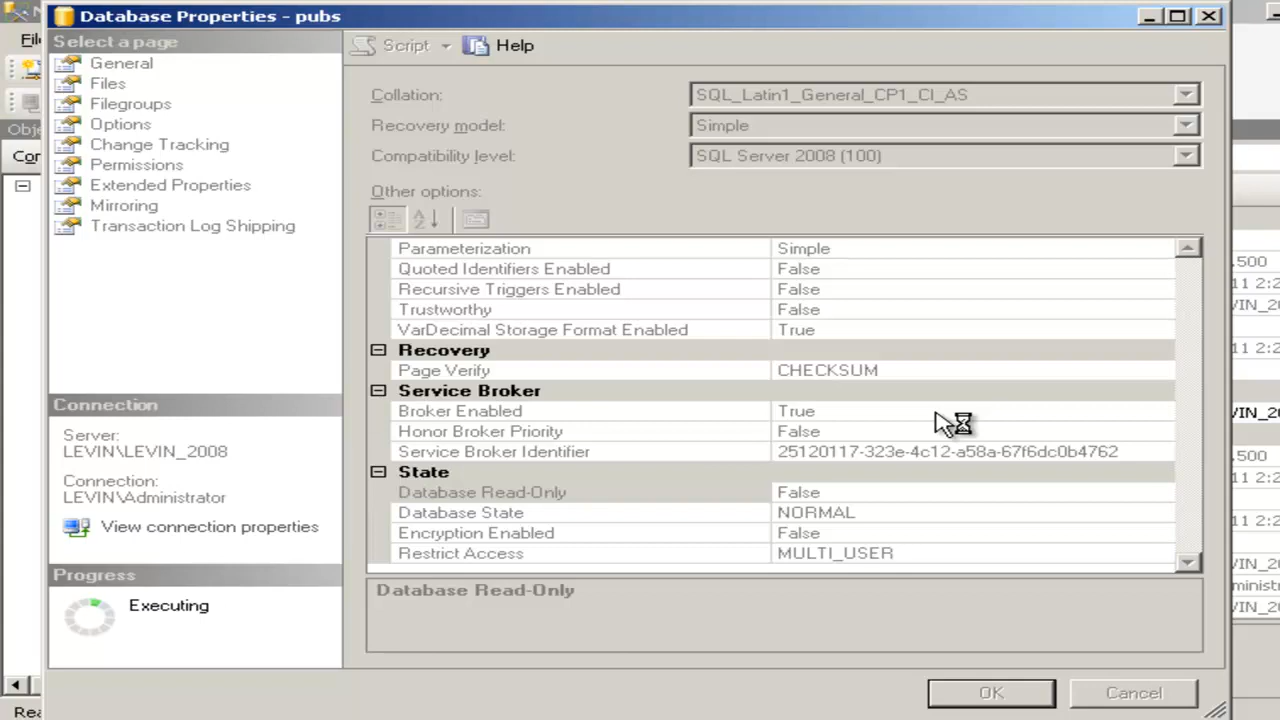 Database Properties - pubs
File
Select a page
Script
Help
General
Files
Filegroups
Options
Change Tracking
Permissions
Extended Properties
Mirroring
Transaction Log Shipping
Collation:
SQL_Latin1_General_CP1_CI_AS
Recovery model:
Simple
Compatibility level:
SQL Server 2008 (100)
Other options:
Parameterization
Simple
Quoted Identifiers Enabled
False
Recursive Triggers Enabled
False
Trustworthy
False
VarDecimal Storage Format Enabled
True
Recovery
Page Verify
CHECKSUM
Service Broker
Broker Enabled
True
Honor Broker Priority
False
Service Broker Identifier
25120117-323e-4c12-a58a-67f6dc0b4762
State
Database Read-Only
False
Database State
NORMAL
Encryption Enabled
False
Restrict Access
MULTI_USER
Database Read-Only
Connection
Server:
LEVIN\LEVIN_2008
Connection:
LEVIN\Administrator
View connection properties
Progress
Executing
OK
Cancel